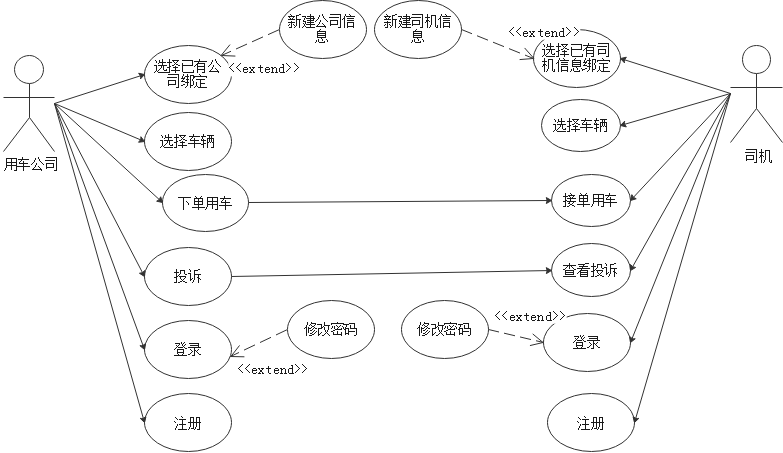 新建公司信
息
新建司机信
息
<<extend>>
选择已有公
司绑定
<<extend>>
选择已有司
机信息绑定
用车公司
选择车辆
选择车辆
司机
下单用车
接单用车
投诉
查看投诉
登录
<<extend>>
修改密码
修改密码
<<extend>>
登录
注册
注册